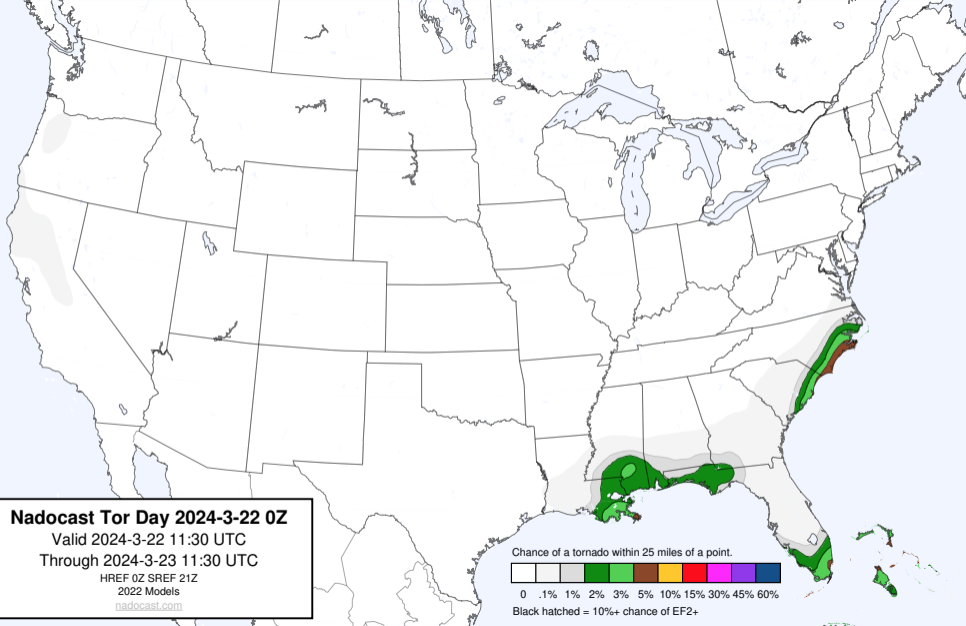 Nadocast Tor Day 2024-3-22 0Z
Valid 2024-3-22 11:30 UTC
Through 2024-3-23 11:30 UTC
HREF 0Z SREF 21Z
2022 Models
nadocast.com
Chance of a tornado within 25 miles of a point.
0 .1% 1% 2% 3% 5% 10% 15% 30% 45% 60%
Black hatched = 10%+ chance of EF2+